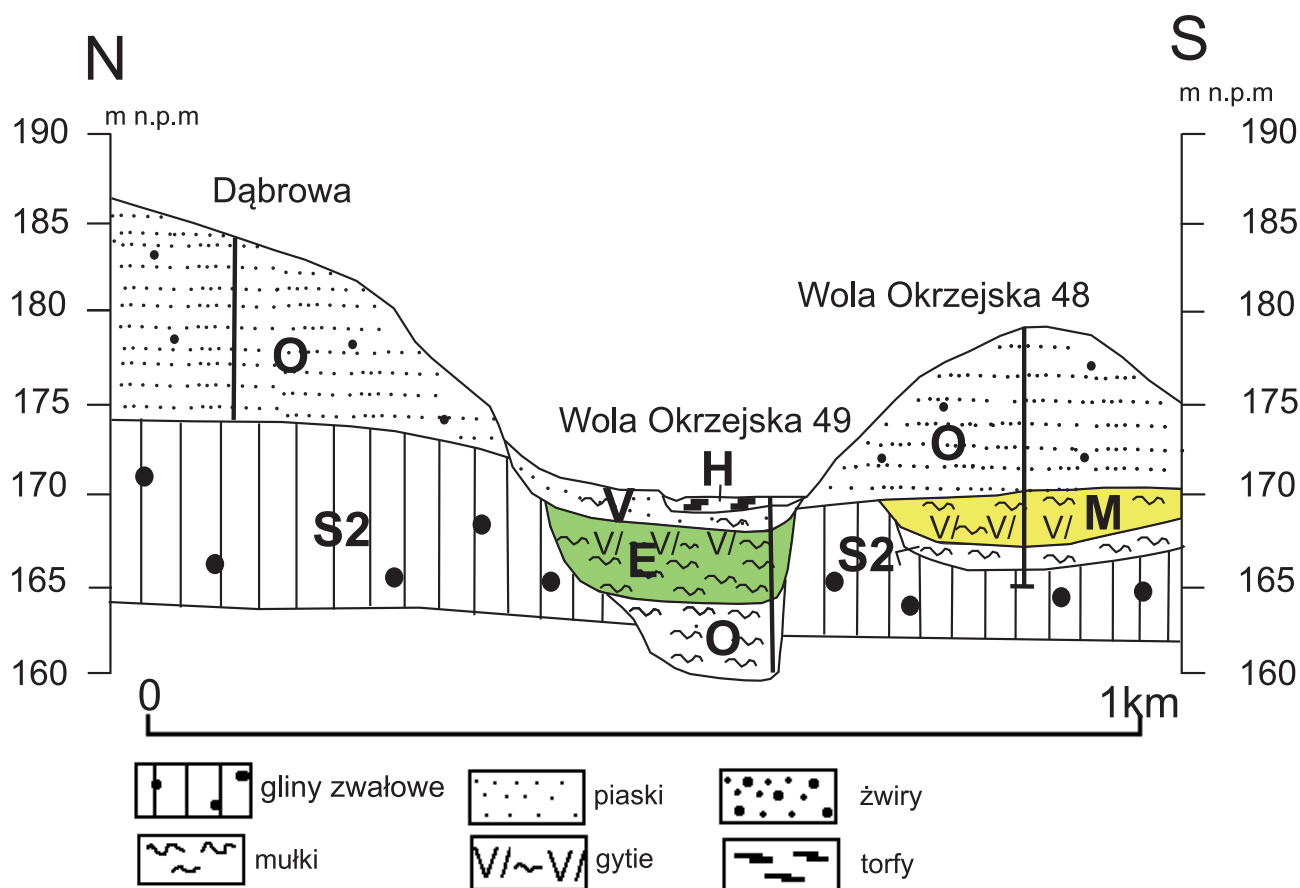 N
S
m n.p.m
m n.p.m
190
190
Dąbrowa
185
185
Wola Okrzejska 48
180
180
O
175
175
Wola Okrzejska 49
O
H
170
170
V
M
S2
E
S2
165
165
O
160
160
0
1km
gliny zwałowe
piaski
żwiry
mułki
gytie
torfy